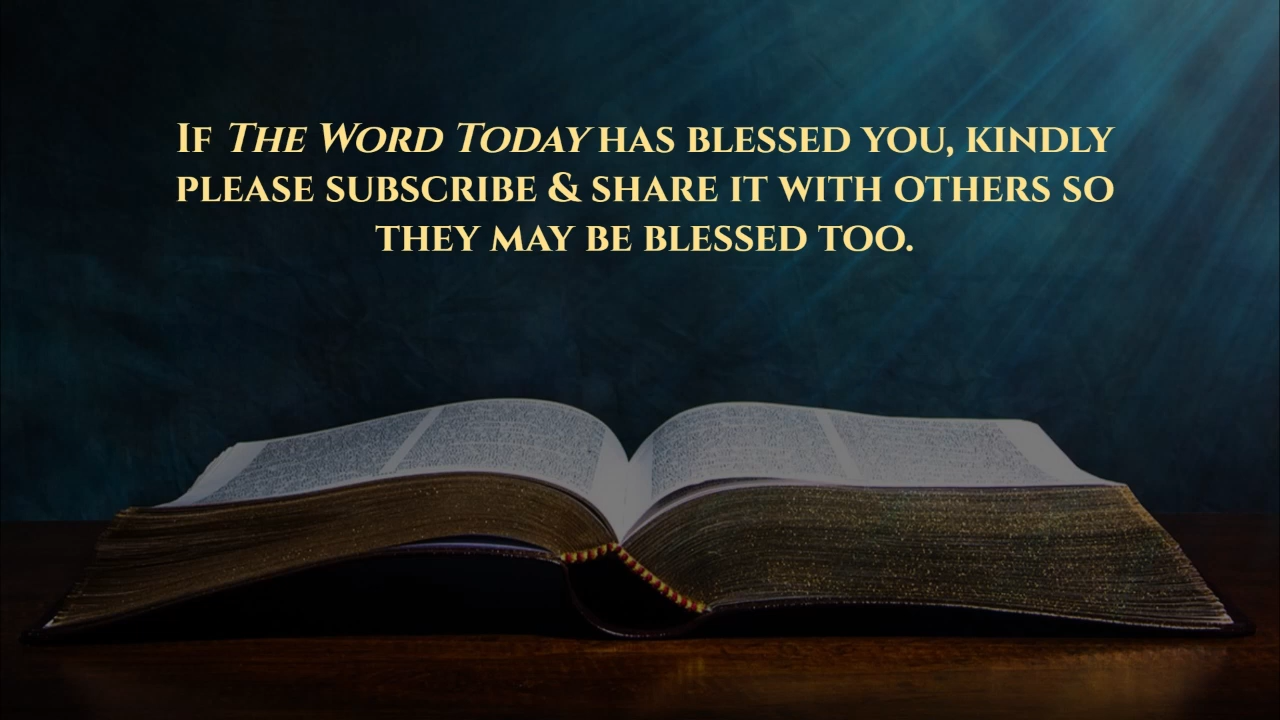 If The Word Today has blessed you, kindly
please subscribe & share it with others so
they may be blessed too.